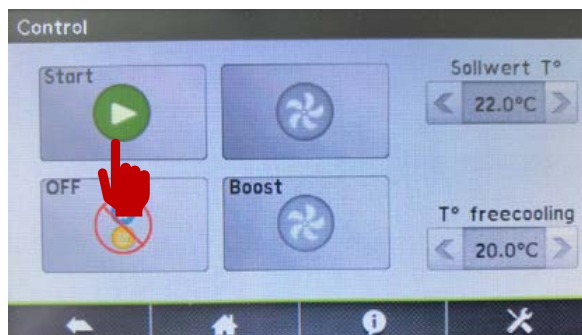 Control
Start
Sollwert T°
22.0°C
OFF
Boost
T° freecooling
20.0°C